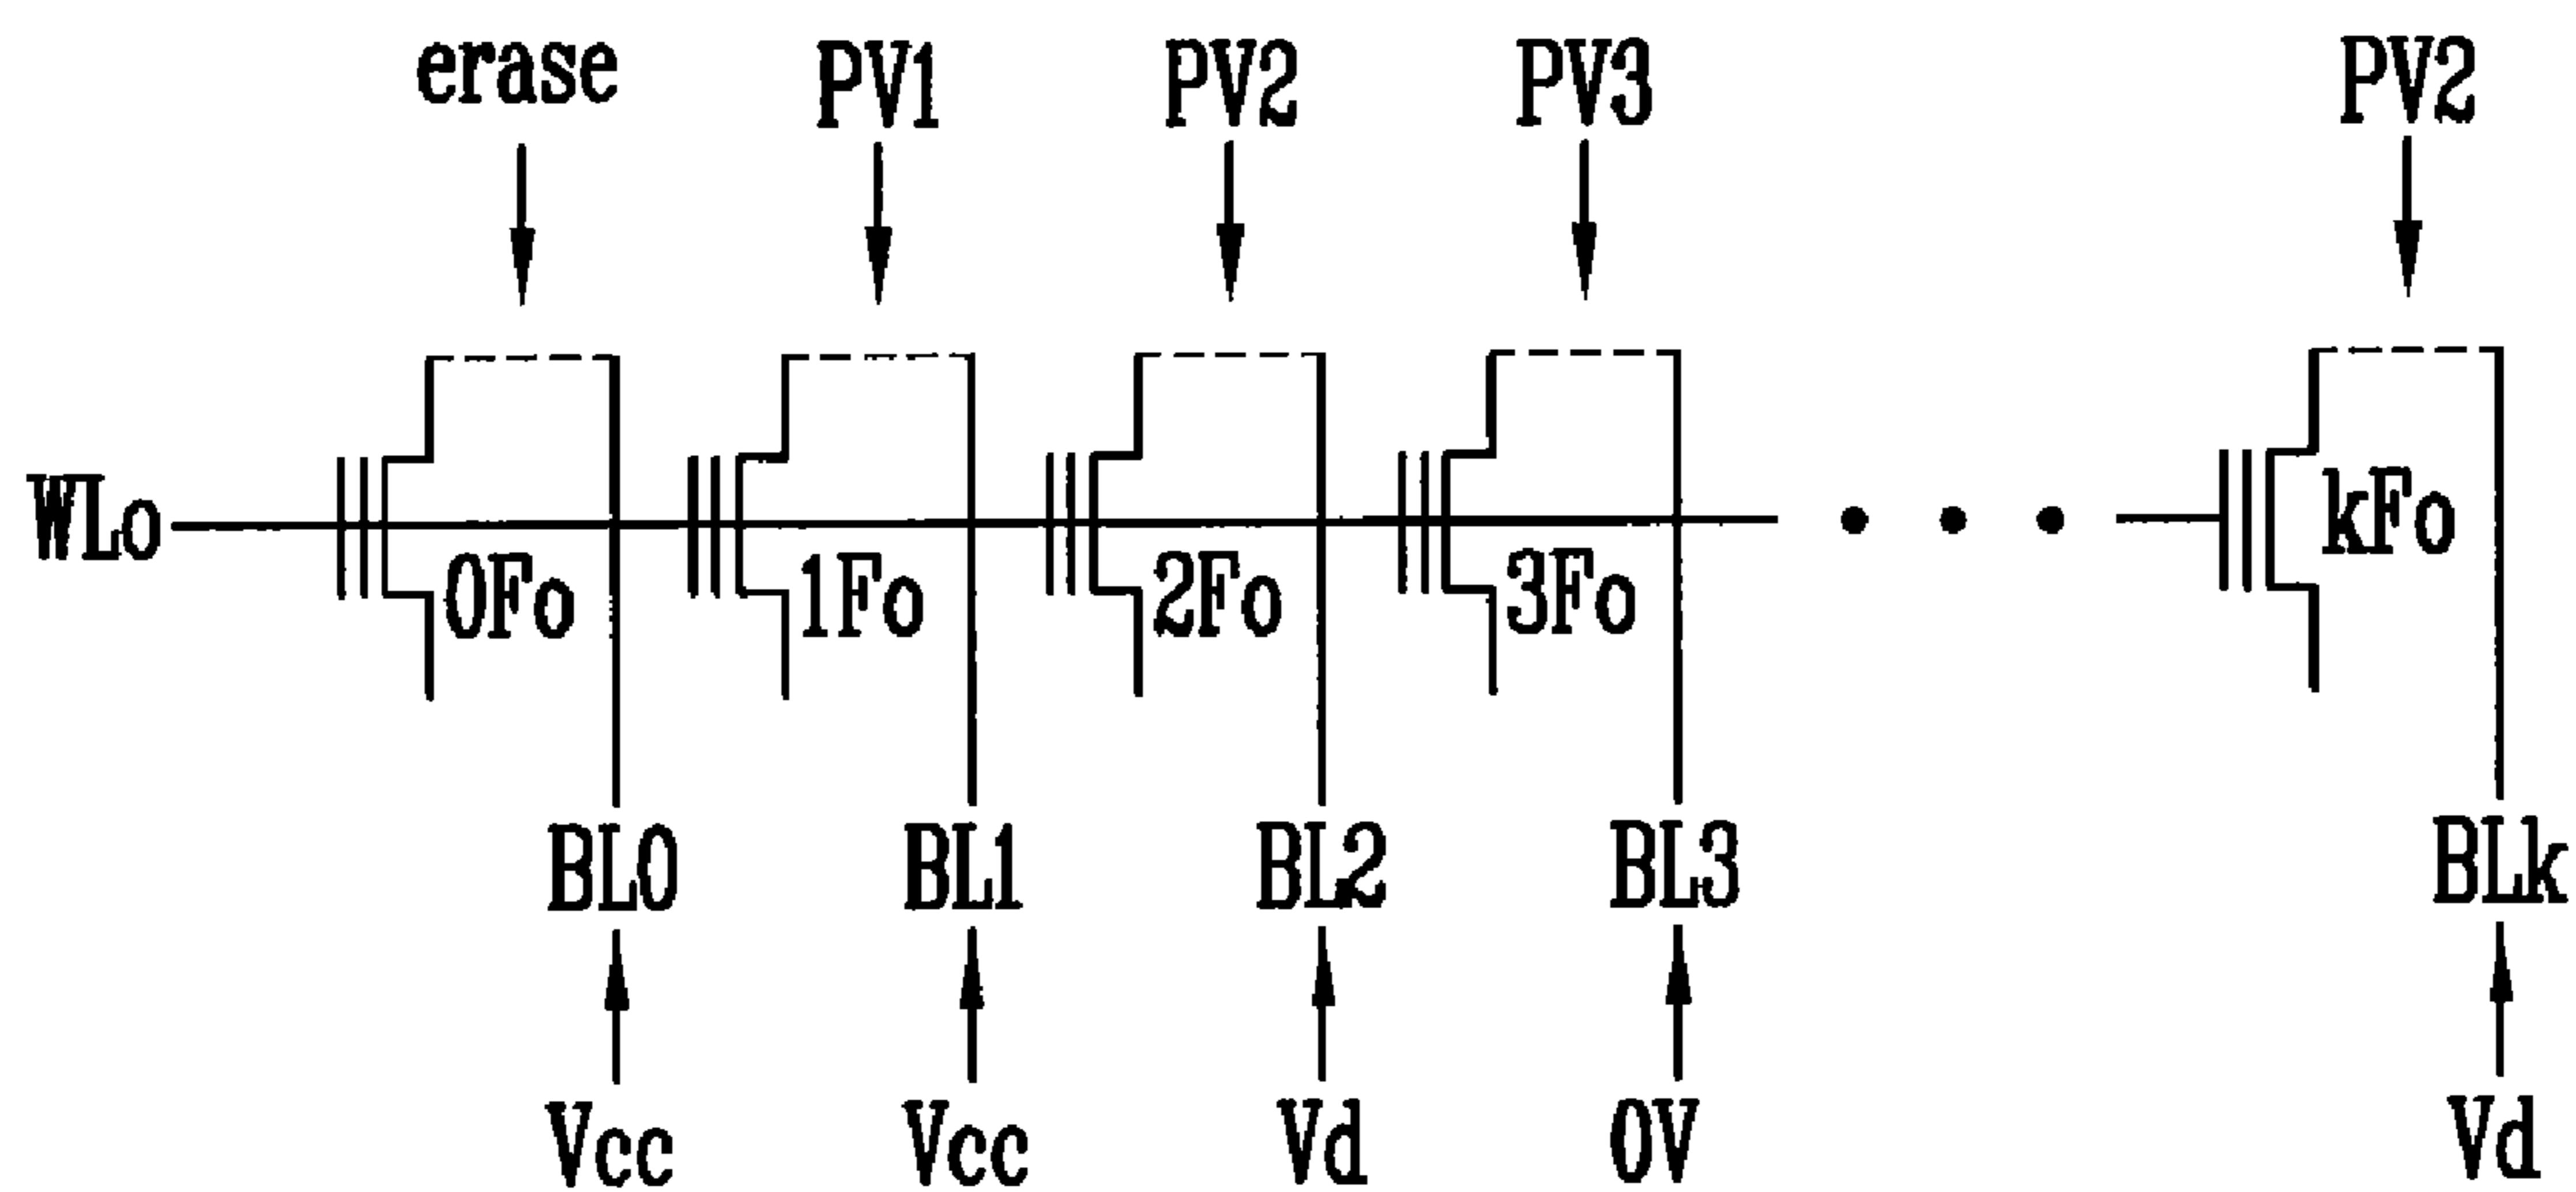 erase PV1 PV2 PV3 PV2
WLo
kFo
0Fo 1Fo 2Fo 3Fo
BL0 BL1 BL2 BL3 BLk
Vcc Vcc Vd 0V Vd